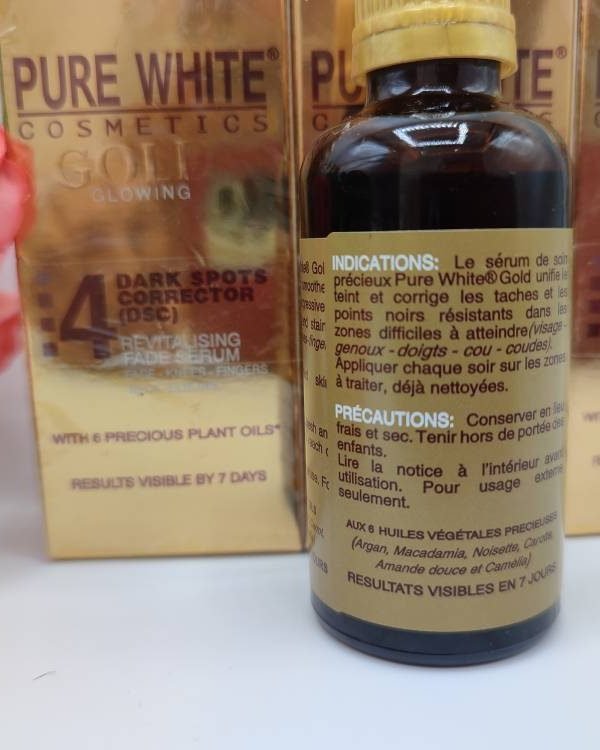 PURE WHITE®
COSMETICS
GOLD
GLOWING
:4 DARK SPOTS
CORRECTOR
(DSC)
REVITALISING
FADE SERUM
FACE - KNEES - FINGERS
WITH 6 PRECIOUS PLANT OILS*
RESULTS VISIBLE BY 7 DAYS
INDICATIONS: Le sérum de soin
précieux Pure White® Gold unifie le
teint et corrige les taches et les
points noirs résistants dans les
zones difficiles à atteindre (visage -
genoux - doigts - cou - coudes).
Appliquer chaque soir sur les zones
à traiter, déjà nettoyées.
PRÉCAUTIONS: Conserver en lieu
frais et sec. Tenir hors de portée des
enfants.
Lire la notice à l'intérieur avant
utilisation. Pour usage externe
seulement.
AUX 6 HUILES VÉGÉTALES PRECIEUSES
(Argan, Macadamia, Noisette, Carotte,
Amande douce et Camélia)
RESULTATS VISIBLES EN 7 JOURS